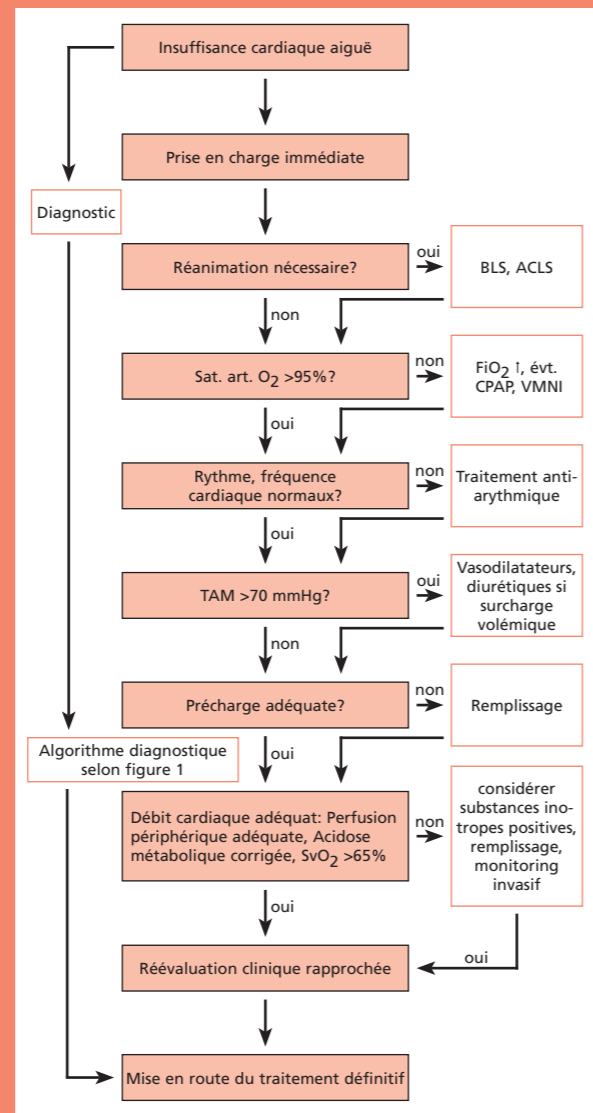 Insuffisance cardiaque aiguë
Prise en charge immédiate
Diagnostic
Réanimation nécessaire?
oui
BLS, ACLS
non
Sat. art. O₂ >95%?
non
FiO₂ ↑, évt.
CPAP, VMNI
oui
Rythme, fréquence
cardiaque normaux?
non
Traitement anti-
arythmique
oui
TAM >70 mmHg?
oui
Vasodilatateurs,
diurétiques si
surcharge
volémique
non
Précharge adéquate?
non
Remplissage
Algorithme diagnostique
selon figure 1
oui
Débit cardiaque adéquat: Perfusion
périphérique adéquate, Acidose
métabolique corrigée, SvO₂ >65%
non
considérer
substances ino-
tropes positives,
remplissage,
monitoring
invasif
oui
Réévaluation clinique rapprochée
oui
Mise en route du traitement définitif